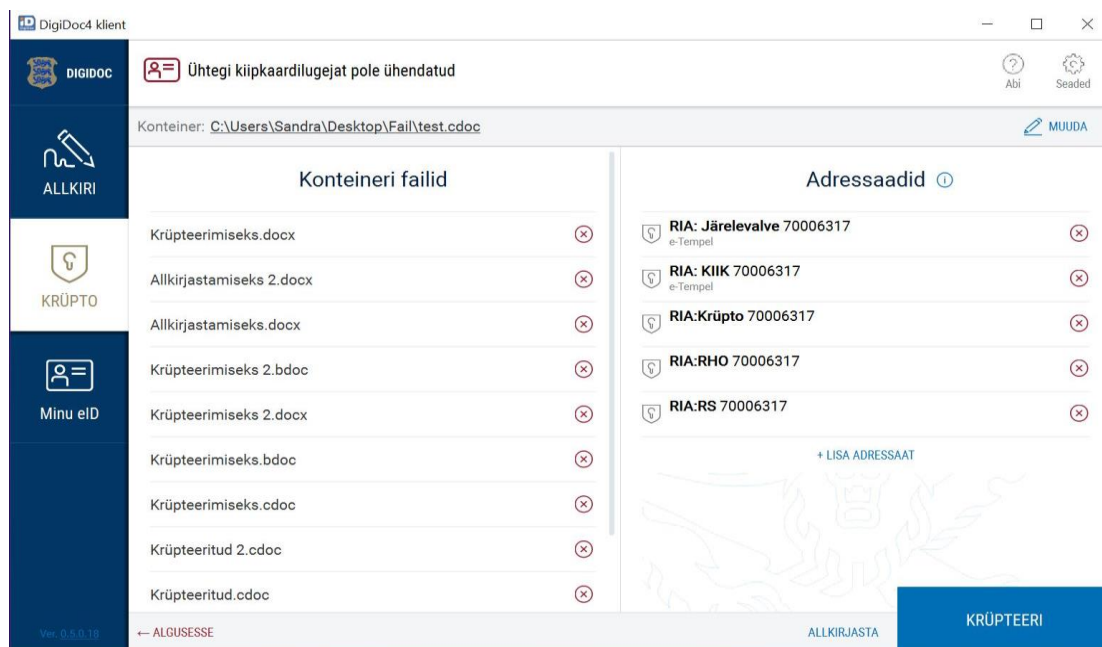 DigiDoc4 klient
DIGIDOC
Ühtegi kiipkaardilugejat pole ühendatud
Abi
Seaded
ALLKIRI
KRÜPTO
Minu eID
Ver. 0.5.0.18
Konteiner: C:\Users\Sandra\Desktop\Fail\test.cdoc
MUUDA
Konteineri failid
Krüpteerimiseks.docx
Allkirjastamiseks 2.docx
Allkirjastamiseks.docx
Krüpteerimiseks 2.bdoc
Krüpteerimiseks 2.docx
Krüpteerimiseks.bdoc
Krüpteerimiseks.cdoc
Krüpteeritud 2.cdoc
Krüpteeritud.cdoc
Adressaadid
RIA: Järelevalve 70006317
e-Tempel
RIA: KIIK 70006317
e-Tempel
RIA:Krüpto 70006317
RIA:RHO 70006317
RIA:RS 70006317
+ LISA ADRESSAAT
← ALGUSESSE
ALLKIRJASTA
KRÜPTEERI